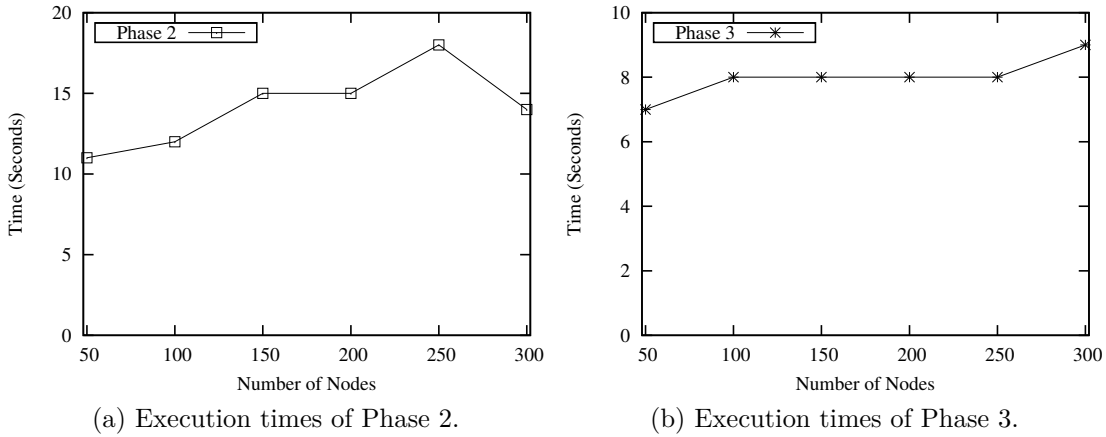 20
15
10
5
0
Time (Seconds)
Phase 2
50 100 150 200 250 300
Number of Nodes
(a) Execution times of Phase 2.
10
8
6
4
2
0
Time (Seconds)
Phase 3
50 100 150 200 250 300
Number of Nodes
(b) Execution times of Phase 3.